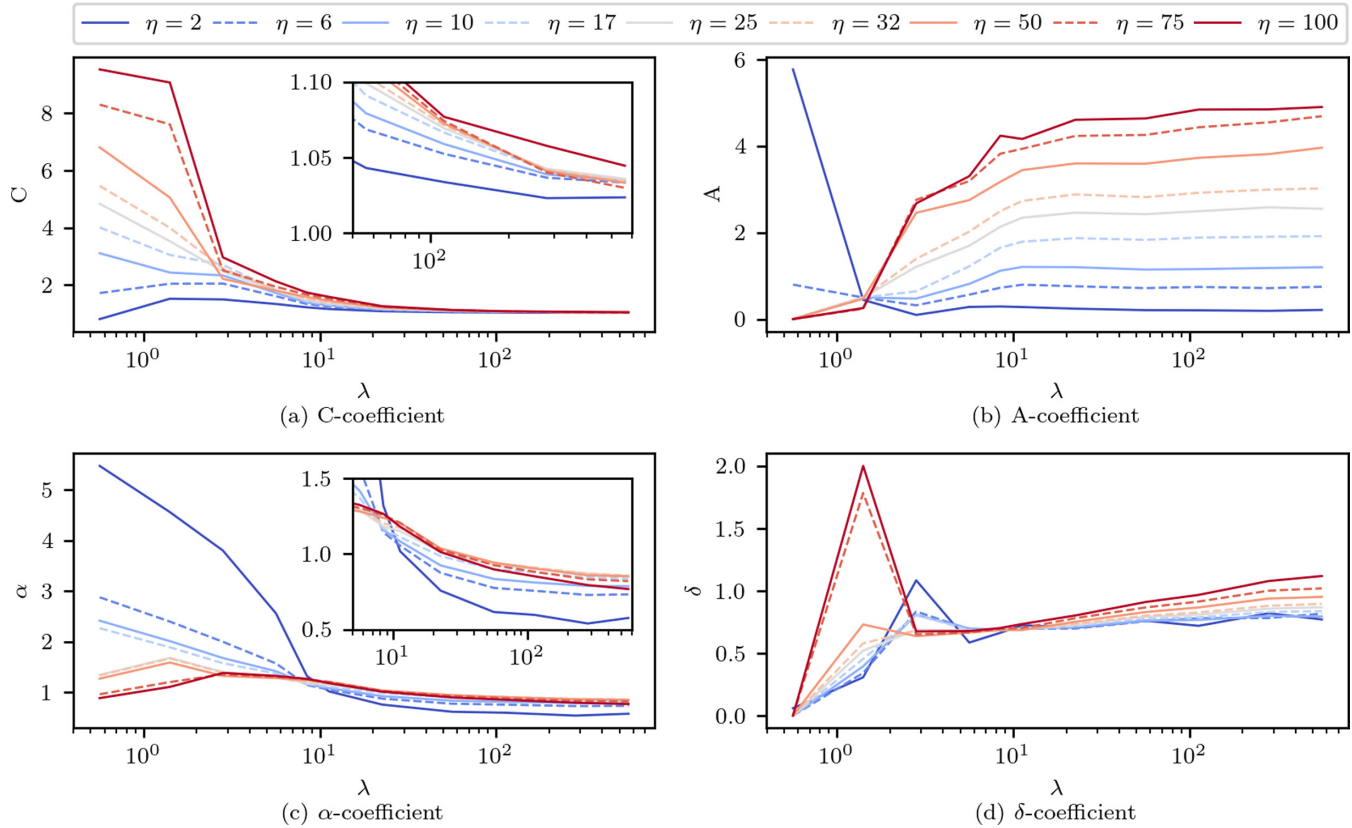 η = 2 η = 6 η = 10 η = 17 η = 25 η = 32 η = 50 η = 75 η = 100
C
8
6
4
2
1.10
1.05
1.00
10²
10⁰ 10¹ 10²
λ
(a) C-coefficient
A
6
4
2
0
10⁰ 10¹ 10²
λ
(b) A-coefficient
α
5
4
3
2
1
1.5
1.0
0.5
10¹ 10²
10⁰ 10¹ 10²
λ
(c) α-coefficient
δ
2.0
1.5
1.0
0.5
0.0
10⁰ 10¹ 10²
λ
(d) δ-coefficient